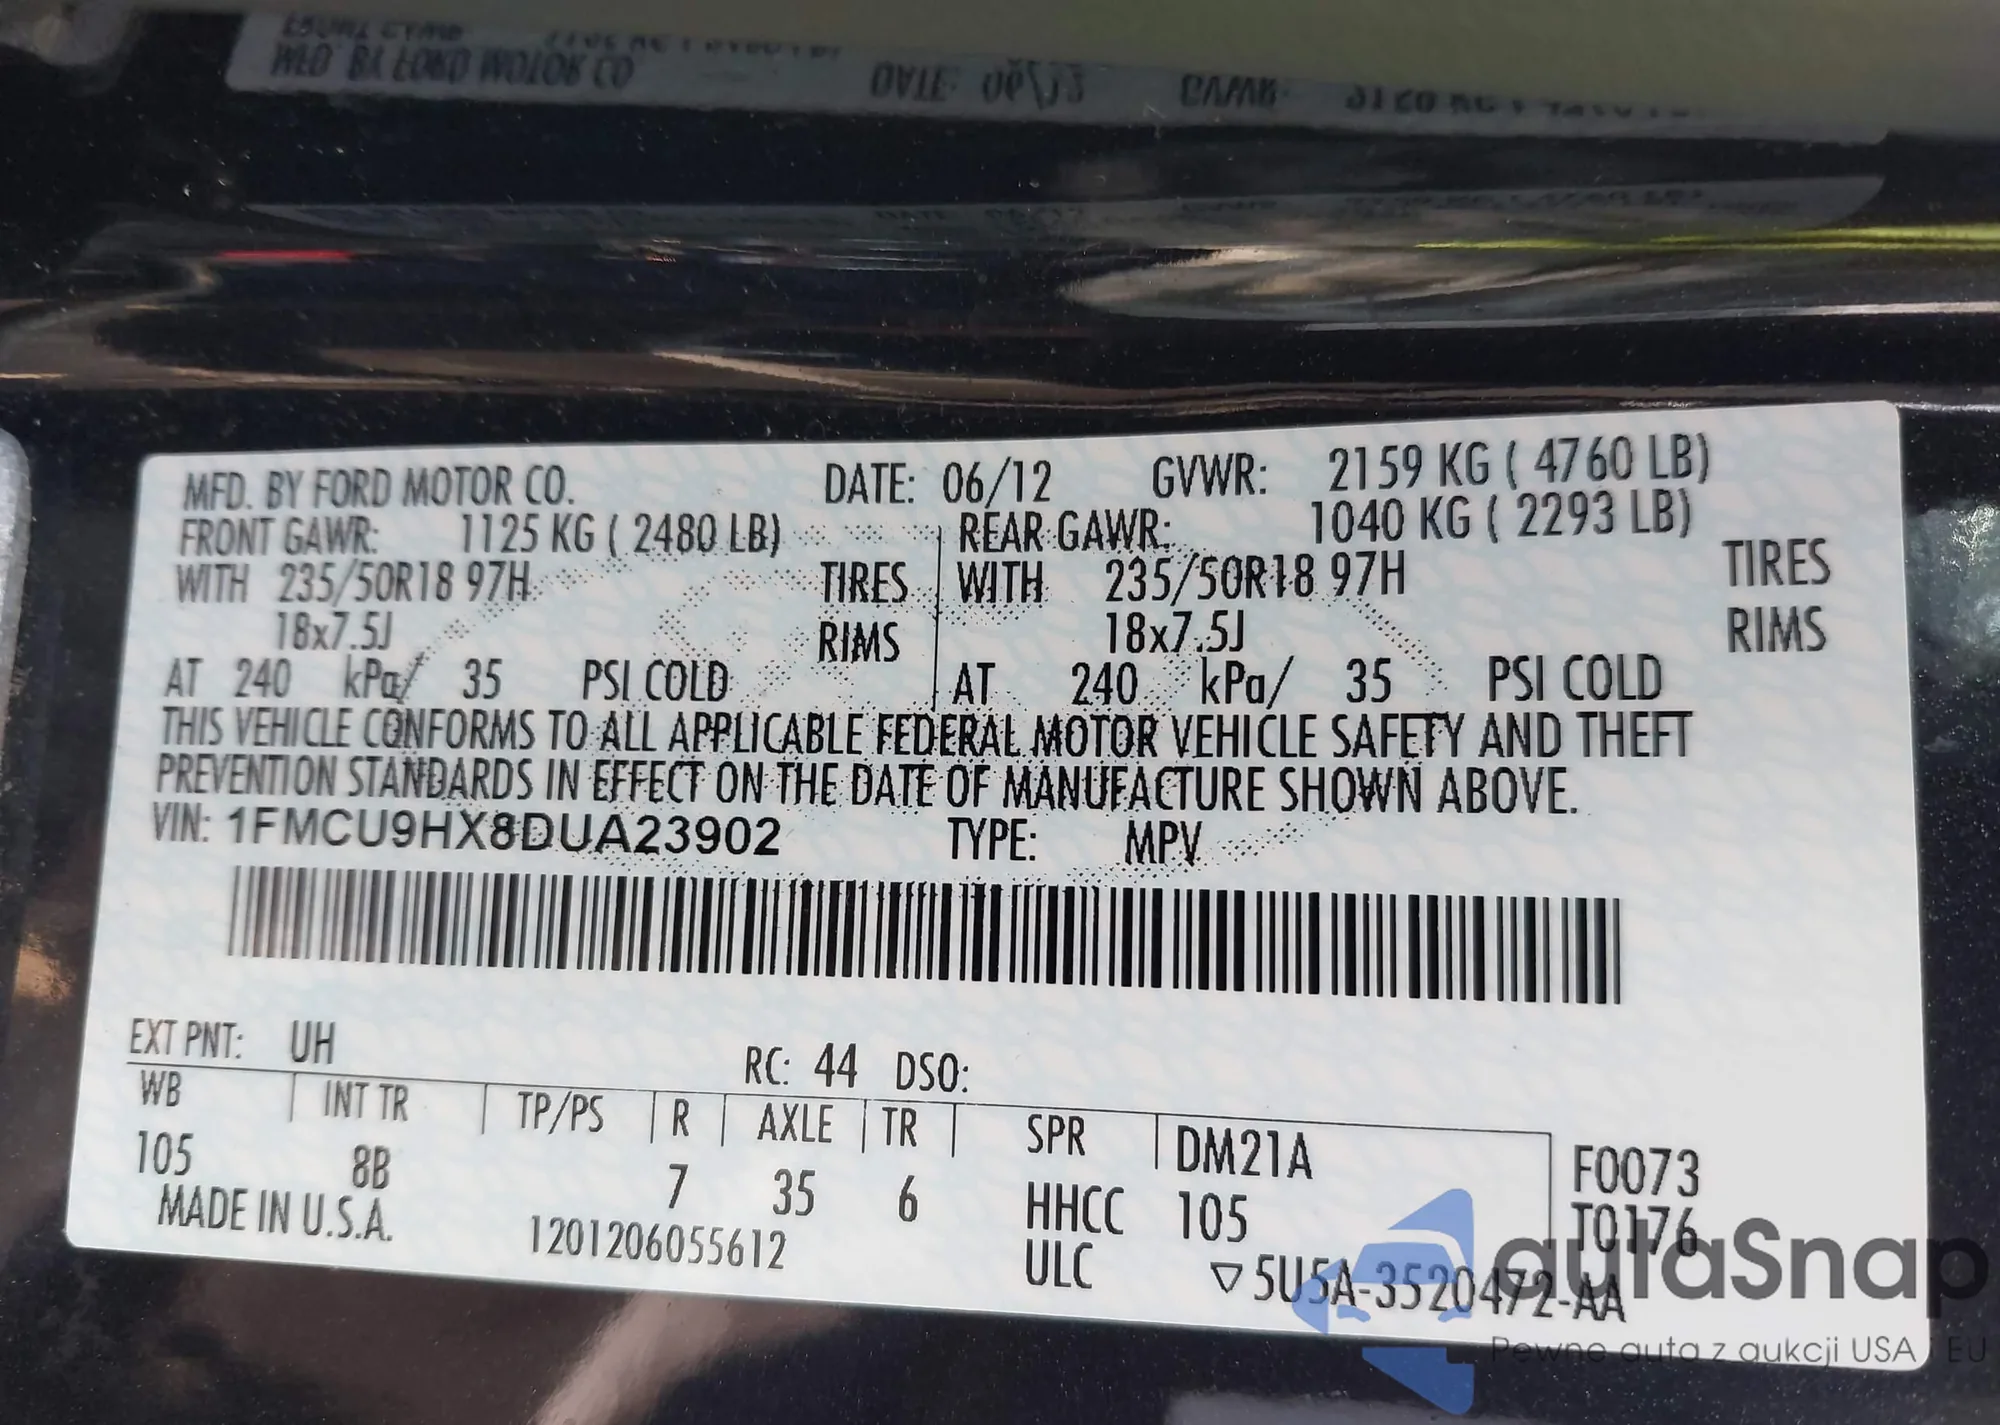 MFD. BY FORD MOTOR CO. DATE: 06/12 GVWR: 2159 KG ( 4760 LB)
FRONT GAWR: 1125 KG ( 2480 LB) REAR GAWR: 1040 KG ( 2293 LB)
WITH 235/50R18 97H TIRES WITH 235/50R18 97H TIRES
18x7.5J RIMS 18x7.5J RIMS
AT 240 kPa/ 35 PSI COLD AT 240 kPa/ 35 PSI COLD
THIS VEHICLE CONFORMS TO ALL APPLICABLE FEDERAL MOTOR VEHICLE SAFETY AND THEFT
PREVENTION STANDARDS IN EFFECT ON THE DATE OF MANUFACTURE SHOWN ABOVE.
VIN: 1FMCU9HX8DUA23902 TYPE: MPV
EXT PNT: UH RC: 44 DSO:
WB INT TR TP/PS R AXLE TR SPR DM21A F0073
105 8B 7 35 6 HHCC 105 T0176
MADE IN U.S.A. 1201206055612 ULC ▽5U5A-3520472-AA
autaSnap
Pewne auta z aukcji USA i EU